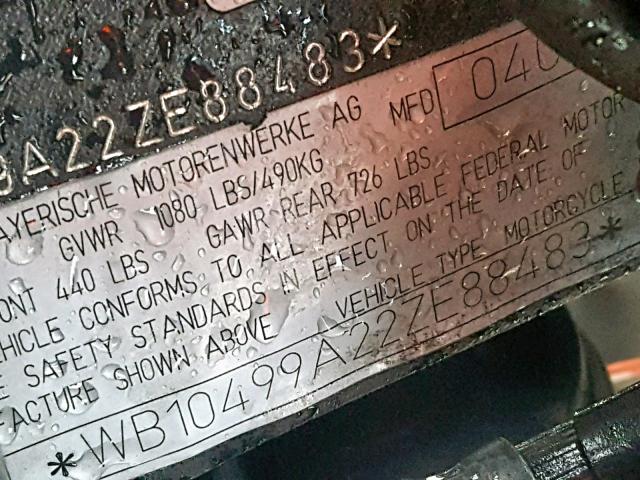 9A22ZE88483*
BAYERISCHE MOTORENWERKE AG MFD 040
GVWR 1080 LBS/490KG
ONT 440 LBS GAWR REAR 726 LBS
EHICLE CONFORMS TO ALL APPLICABLE FEDERAL MOTOR
E SAFETY STANDARDS IN EFFECT ON THE DATE OF
FACTURE SHOWN ABOVE VEHICLE TYPE MOTORCYCLE
*WB10499A22ZE88483*